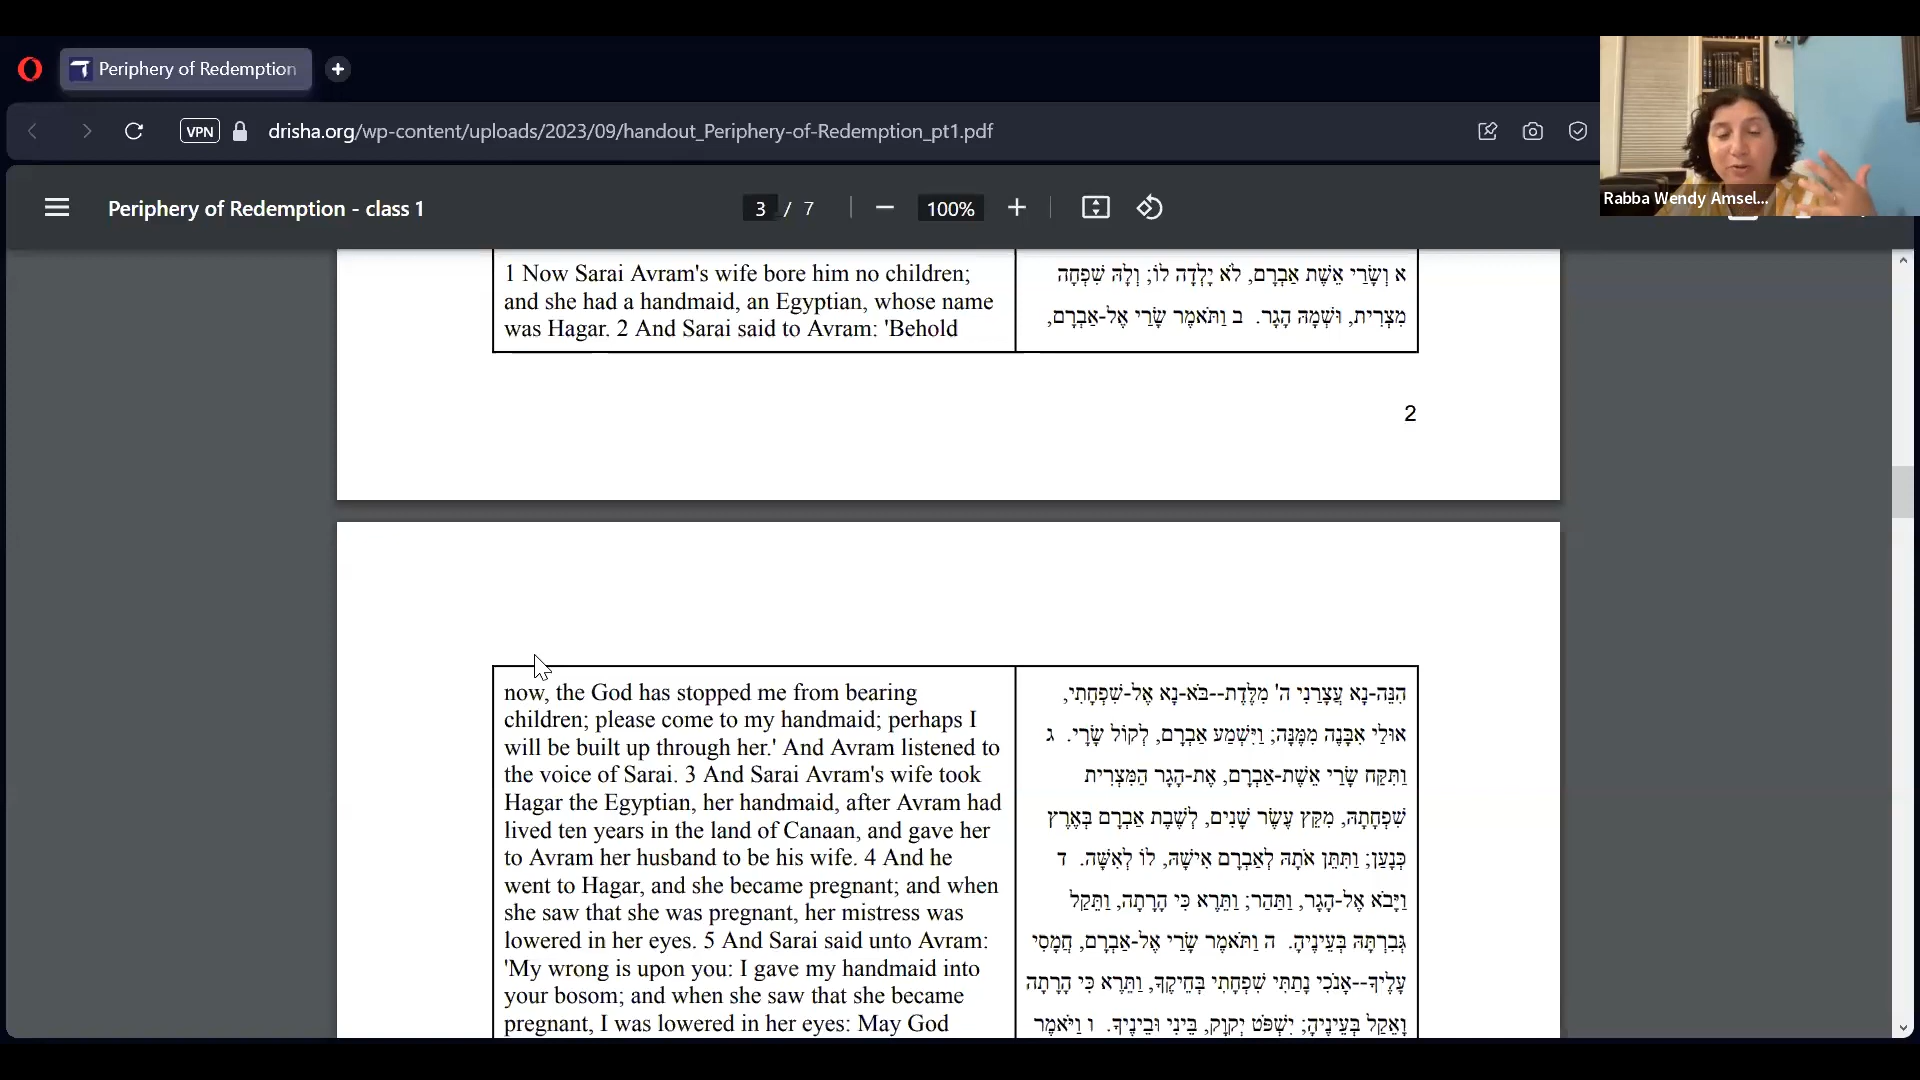 Periphery of Redemption
VPN
drisha.org/wp-content/uploads/2023/09/handout_Periphery-of-Redemption_pt1.pdf
Rabba Wendy Amsel...
Periphery of Redemption - class 1
3 / 7
100%
1 Now Sarai Avram's wife bore him no children;
and she had a handmaid, an Egyptian, whose name
was Hagar. 2 And Sarai said to Avram: 'Behold
א וְשָׂרַי אֵשֶׁת אַבְרָם, לֹא יָלְדָה לוֹ; וְלָהּ שִׁפְחָה
מִצְרִית, וּשְׁמָהּ הָגָר. ב וַתֹּאמֶר שָׂרַי אֶל-אַבְרָם,
2
now, the God has stopped me from bearing
children; please come to my handmaid; perhaps I
will be built up through her.' And Avram listened to
the voice of Sarai. 3 And Sarai Avram's wife took
Hagar the Egyptian, her handmaid, after Avram had
lived ten years in the land of Canaan, and gave her
to Avram her husband to be his wife. 4 And he
went to Hagar, and she became pregnant; and when
she saw that she was pregnant, her mistress was
lowered in her eyes. 5 And Sarai said unto Avram:
'My wrong is upon you: I gave my handmaid into
your bosom; and when she saw that she became
pregnant, I was lowered in her eyes: May God
הִנֵּה-נָא עֲצָרַנִי ה' מִלֶּדֶת--בֹּא-נָא אֶל-שִׁפְחָתִי,
אוּלַי אִבָּנֶה מִמֶּנָּה; וַיִּשְׁמַע אַבְרָם, לְקוֹל שָׂרָי. ג
וַתִּקַּח שָׂרַי אֵשֶׁת-אַבְרָם, אֶת-הָגָר הַמִּצְרִית
שִׁפְחָתָהּ, מִקֵּץ עֶשֶׂר שָׁנִים, לְשֶׁבֶת אַבְרָם בְּאֶרֶץ
כְּנָעַן; וַתִּתֵּן אֹתָהּ לְאַבְרָם אִישָׁהּ, לוֹ לְאִשָּׁה. ד
וַיָּבֹא אֶל-הָגָר, וַתַּהַר; וַתֵּרֶא כִּי הָרָתָה, וַתֵּקַל
גְּבִרְתָּהּ בְּעֵינֶיהָ. ה וַתֹּאמֶר שָׂרַי אֶל-אַבְרָם, חֲמָסִי
עָלֶיךָ--אָנֹכִי נָתַתִּי שִׁפְחָתִי בְּחֵיקֶךָ, וַתֵּרֶא כִּי הָרָתָה
וָאֵקַל בְּעֵינֶיהָ; יִשְׁפֹּט יְקֹוָק, בֵּינִי וּבֵינֶיךָ. ו וַיֹּאמֶר